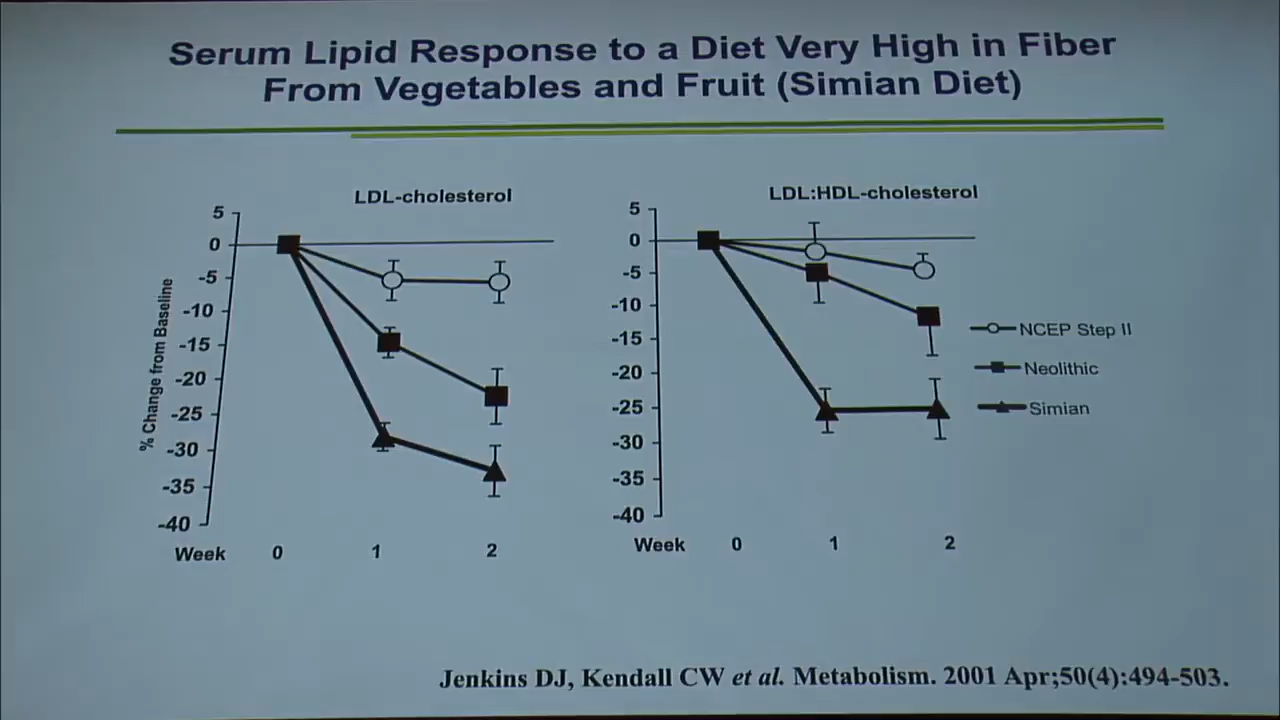 Serum Lipid Response to a Diet Very High in Fiber
From Vegetables and Fruit (Simian Diet)
LDL-cholesterol
5
0
-5
-10
-15
-20
-25
-30
-35
-40
% Change from Baseline
Week 0 1 2
LDL:HDL-cholesterol
5
0
-5
-10
-15
-20
-25
-30
-35
-40
Week 0 1 2
NCEP Step II
Neolithic
Simian
Jenkins DJ, Kendall CW et al. Metabolism. 2001 Apr;50(4):494-503.